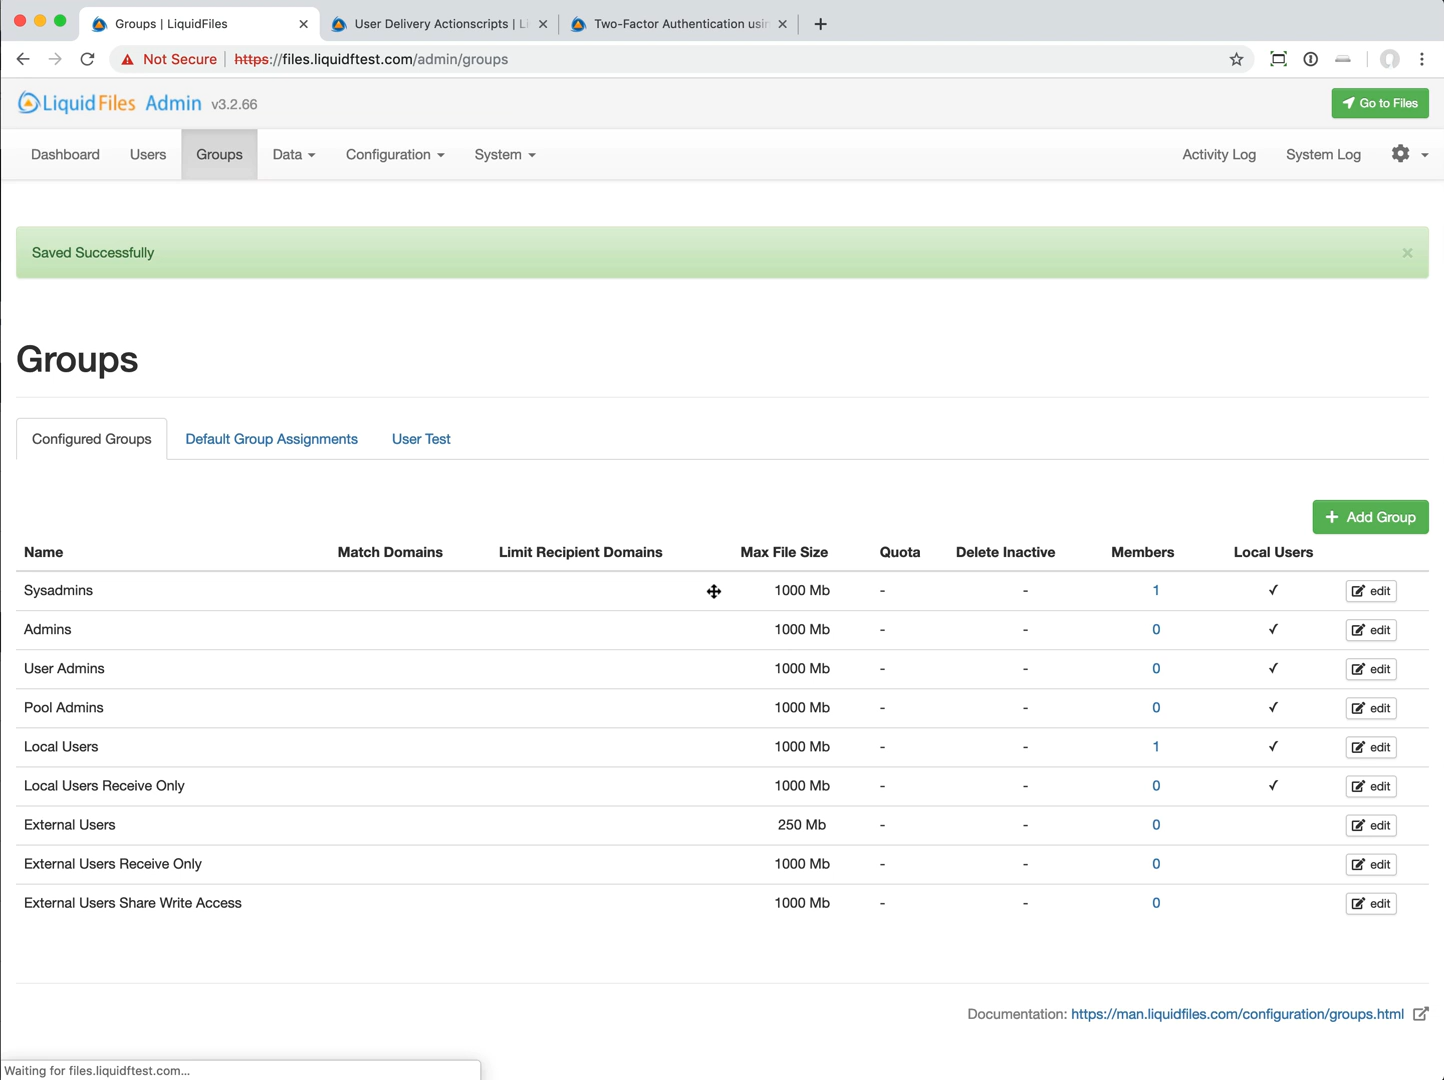 Groups | LiquidFiles
User Delivery Actionscripts | Li
Two-Factor Authentication usin
Not Secure
https://files.liquidftest.com/admin/groups
LiquidFiles Admin v3.2.66
Go to Files
Dashboard
Users
Groups
Data
Configuration
System
Activity Log
System Log
Saved Successfully
×
Groups
Configured Groups
Default Group Assignments
User Test
+ Add Group
Name Match Domains Limit Recipient Domains Max File Size Quota Delete Inactive Members Local Users
Sysadmins 1000 Mb - - 1 ✓ edit
Admins 1000 Mb - - 0 ✓ edit
User Admins 1000 Mb - - 0 ✓ edit
Pool Admins 1000 Mb - - 0 ✓ edit
Local Users 1000 Mb - - 1 ✓ edit
Local Users Receive Only 1000 Mb - - 0 ✓ edit
External Users 250 Mb - - 0 edit
External Users Receive Only 1000 Mb - - 0 edit
External Users Share Write Access 1000 Mb - - 0 edit
Documentation: https://man.liquidfiles.com/configuration/groups.html
Waiting for files.liquidftest.com...